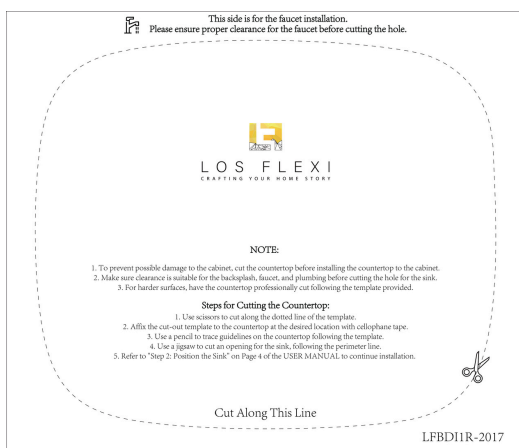 This side is for the faucet installation.
Please ensure proper clearance for the faucet before cutting the hole.
LOS FLEXI
CRAFTING YOUR HOME STORY
NOTE:
1. To prevent possible damage to the cabinet, cut the countertop before installing the countertop to the cabinet.
2. Make sure clearance is suitable for the backsplash, faucet, and plumbing before cutting the hole for the sink.
3. For harder surfaces, have the countertop professionally cut following the template provided.
Steps for Cutting the Countertop:
1. Use scissors to cut along the dotted line of the template.
2. Affix the cut-out template to the countertop at the desired location with cellophane tape.
3. Use a pencil to trace guidelines on the countertop following the template.
4. Use a jigsaw to cut an opening for the sink, following the perimeter line.
5. Refer to "Step 2: Position the Sink" on Page 4 of the USER MANUAL to continue installation.
Cut Along This Line
LFBDI1R-2017